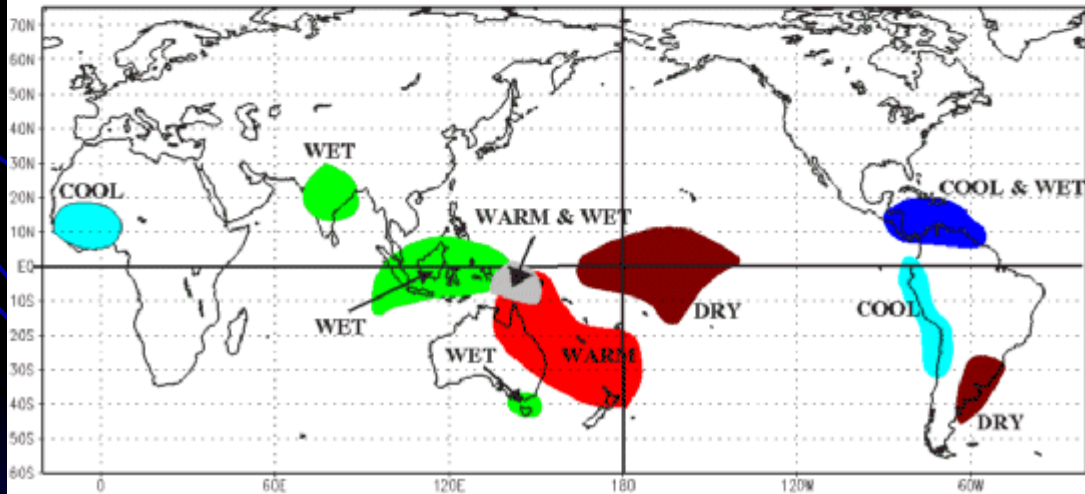 70N
60N
50N
40N
30N
20N
10N
EQ
10S
20S
30S
40S
50S
60S
COOL
WET
WARM & WET
COOL & WET
WET
DRY
COOL
WET
WARM
DRY
0
60E
120E
180
120W
60W